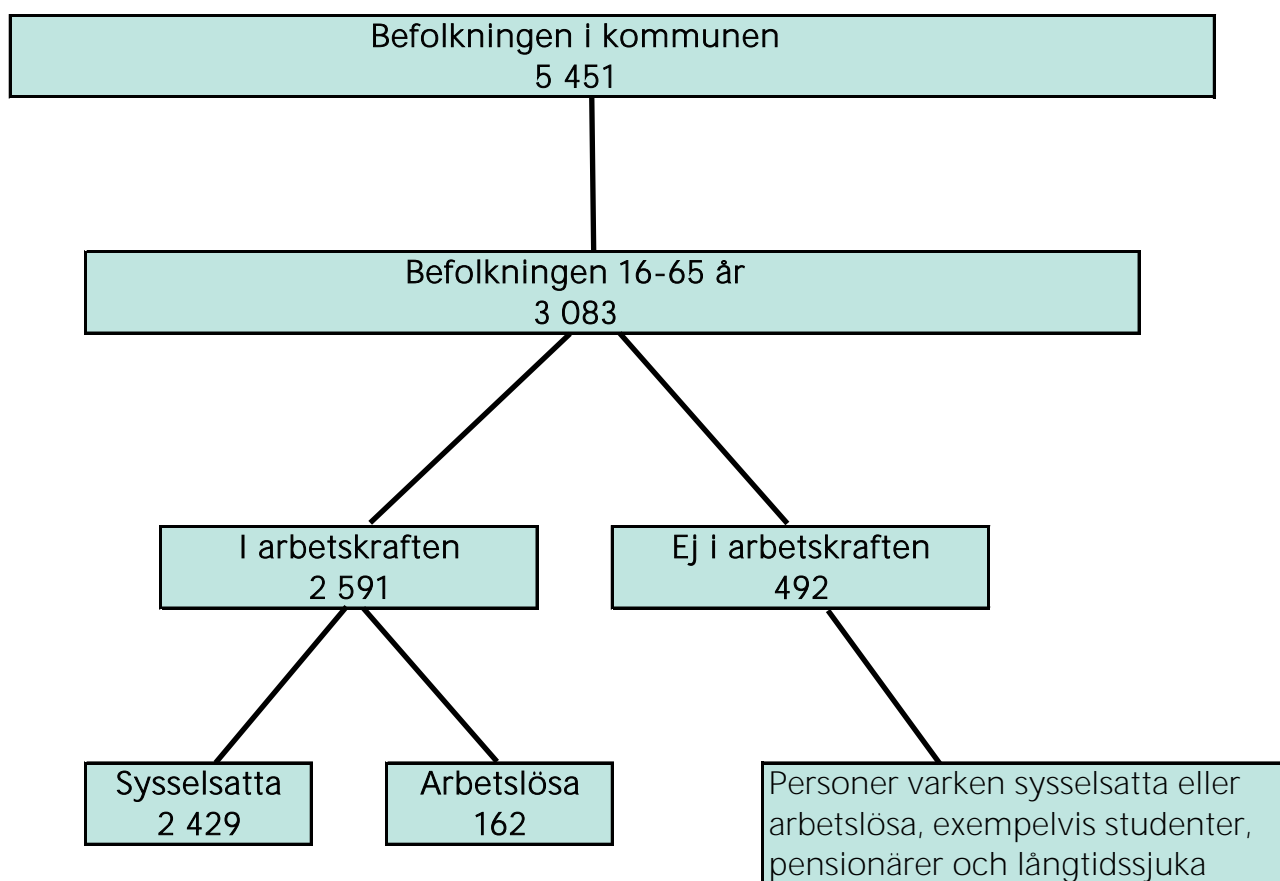 Befolkningen i kommunen
5 451
Befolkningen 16-65 år
3 083
I arbetskraften
2 591
Ej i arbetskraften
492
Sysselsatta
2 429
Arbetslösa
162
Personer varken sysselsatta eller
arbetslösa, exempelvis studenter,
pensionärer och långtidssjuka